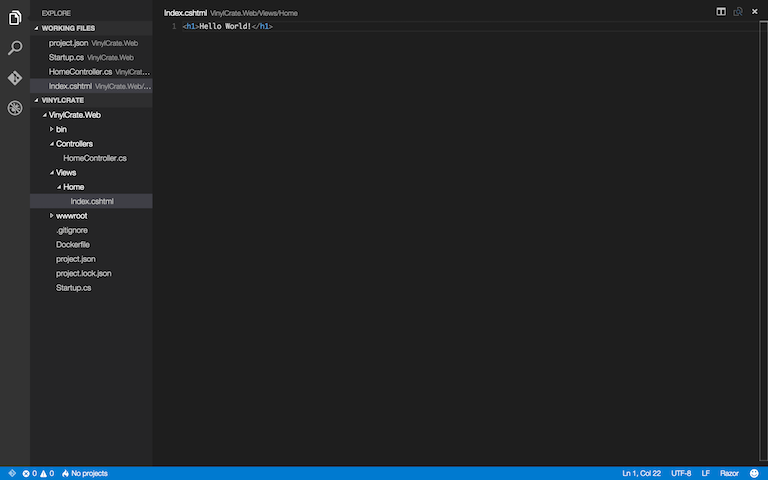 EXPLORE
WORKING FILES
project.json VinylCrate.Web
Startup.cs VinylCrate.Web
HomeController.cs VinylCrat...
Index.cshtml VinylCrate.Web/...
VINYLCRATE
VinylCrate.Web
bin
Controllers
HomeController.cs
Views
Home
Index.cshtml
wwwroot
.gitignore
Dockerfile
project.json
project.lock.json
Startup.cs
Index.cshtml VinylCrate.Web/Views/Home
1 <h1>Hello World!</h1>
0 0 No projects
Ln 1, Col 22 UTF-8 LF Razor